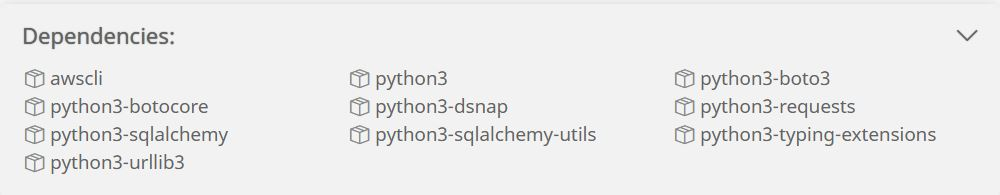 Dependencies:
awscli
python3
python3-boto3
python3-botocore
python3-dsnap
python3-requests
python3-sqlalchemy
python3-sqlalchemy-utils
python3-typing-extensions
python3-urllib3